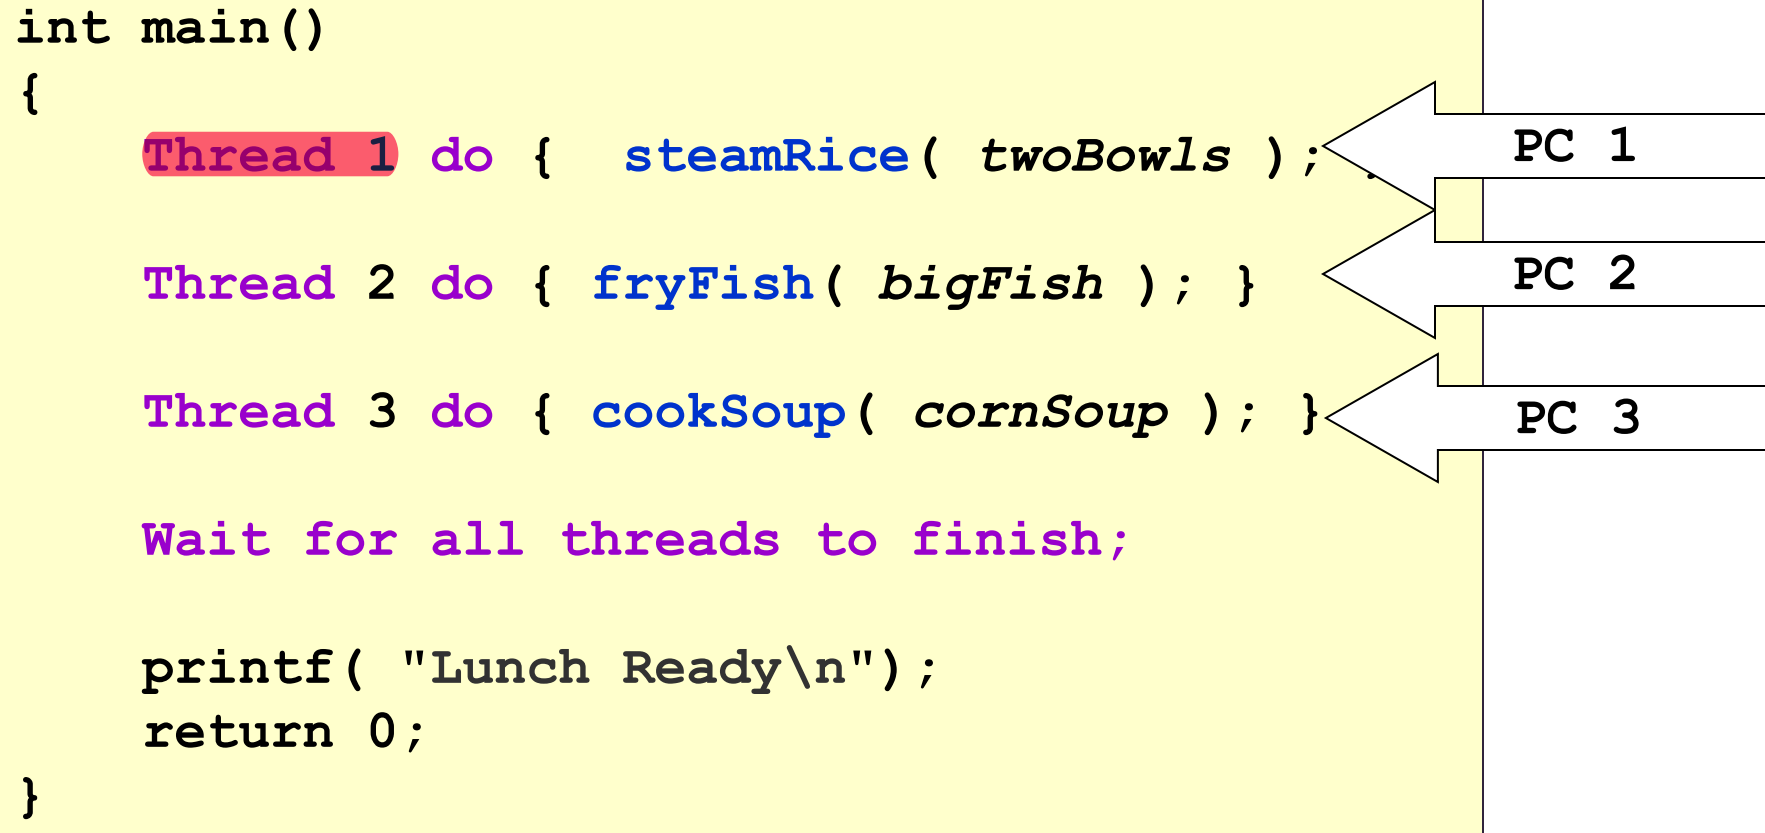 int main()
{
Thread 1 do { steamRice( twoBowls ); }
PC 1
Thread 2 do { fryFish( bigFish ); }
PC 2
Thread 3 do { cookSoup( cornSoup ); }
PC 3
Wait for all threads to finish;
printf( "Lunch Ready\n");
return 0;
}